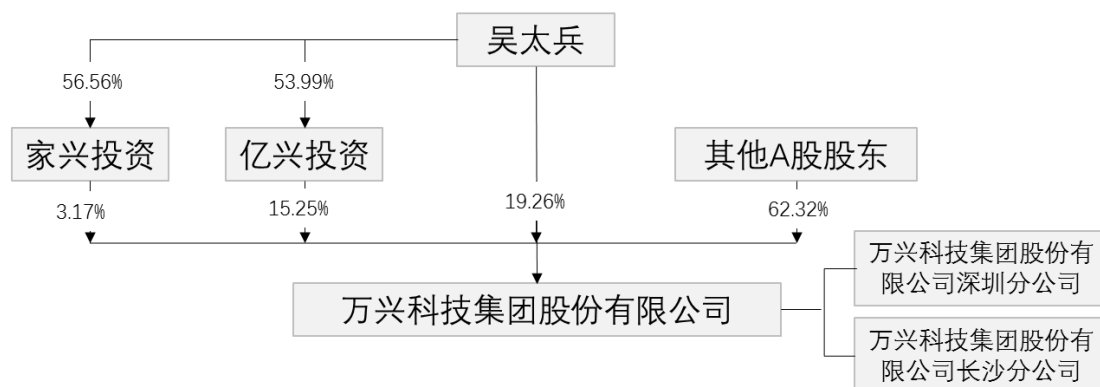 吴太兵
56.56%
53.99%
家兴投资
亿兴投资
其他A股股东
3.17%
15.25%
19.26%
62.32%
万兴科技集团股份有限公司
万兴科技集团股份有
限公司深圳分公司
万兴科技集团股份有
限公司长沙分公司